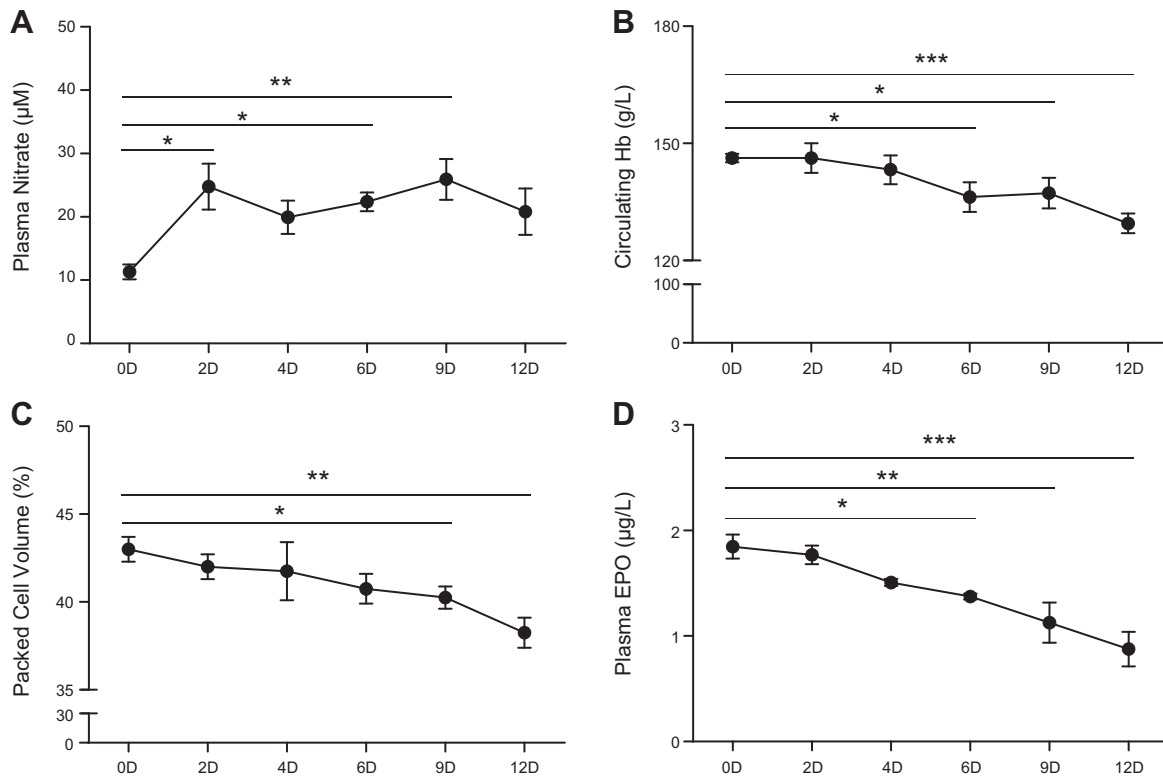 A
Plasma Nitrate (µM)
50
40
30
20
10
0
**
*
*
0D 2D 4D 6D 9D 12D
B
Circulating Hb (g/L)
180
150
120
100
0
***
*
*
0D 2D 4D 6D 9D 12D
C
Packed Cell Volume (%)
50
45
40
35
30
0
**
*
0D 2D 4D 6D 9D 12D
D
Plasma EPO (µg/L)
3
2
1
0
***
**
*
0D 2D 4D 6D 9D 12D